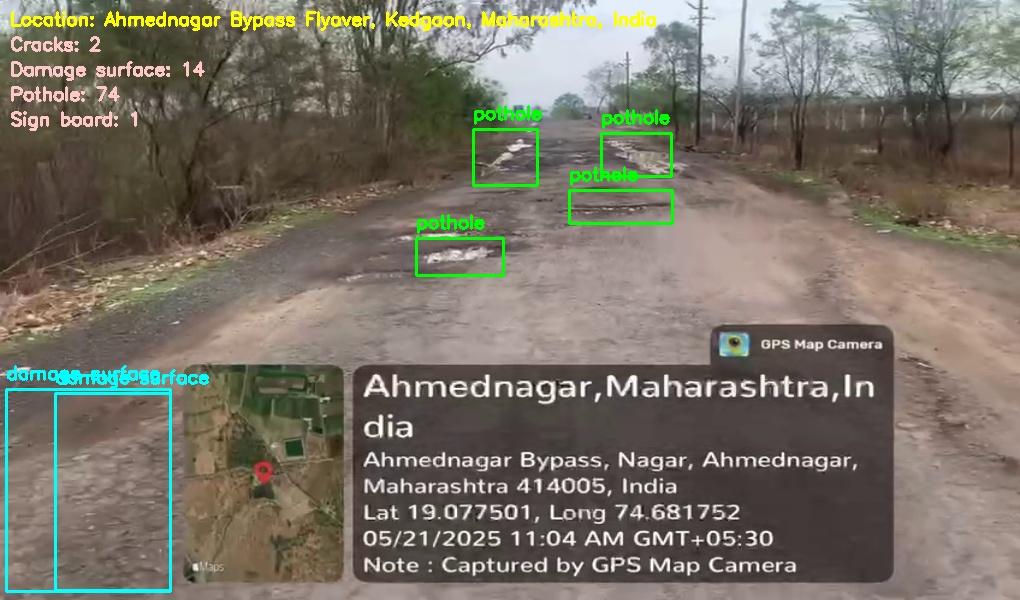 Location: Ahmednagar Bypass Flyover, Kedgaon, Maharashtra, India
Cracks: 2
Damage surface: 14
Pothole: 74
Sign board: 1
pothole
pothole
pothole
pothole
damage-surface
damage-surface
GPS Map Camera
Ahmednagar,Maharashtra,In
dia
Ahmednagar Bypass, Nagar, Ahmednagar,
Maharashtra 414005, India
Lat 19.077501, Long 74.681752
05/21/2025 11:04 AM GMT+05:30
Note : Captured by GPS Map Camera
Maps